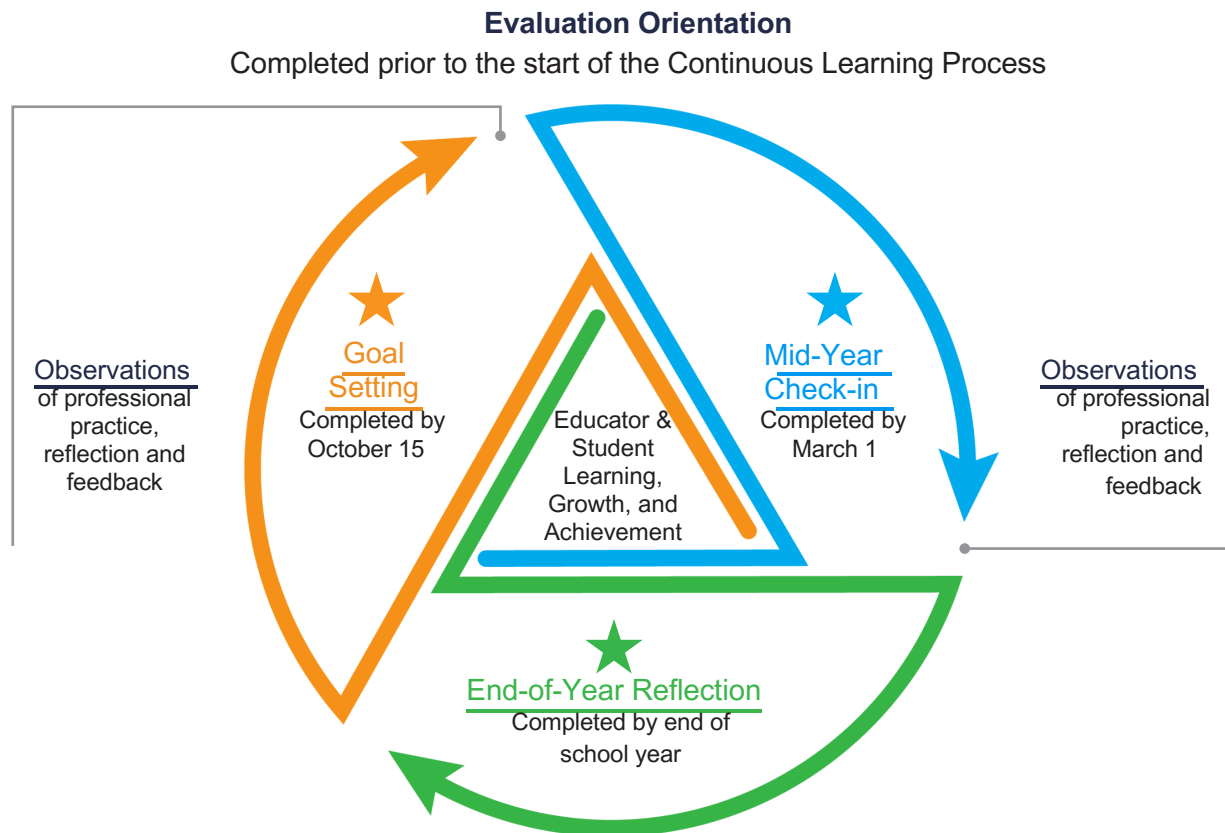 Evaluation Orientation
Completed prior to the start of the Continuous Learning Process
Observations
of professional
practice,
reflection and
feedback
Goal
Setting
Completed by
October 15
Educator &
Student
Learning,
Growth, and
Achievement
Mid-Year
Check-in
Completed by
March 1
Observations
of professional
practice,
reflection and
feedback
End-of-Year Reflection
Completed by end of
school year